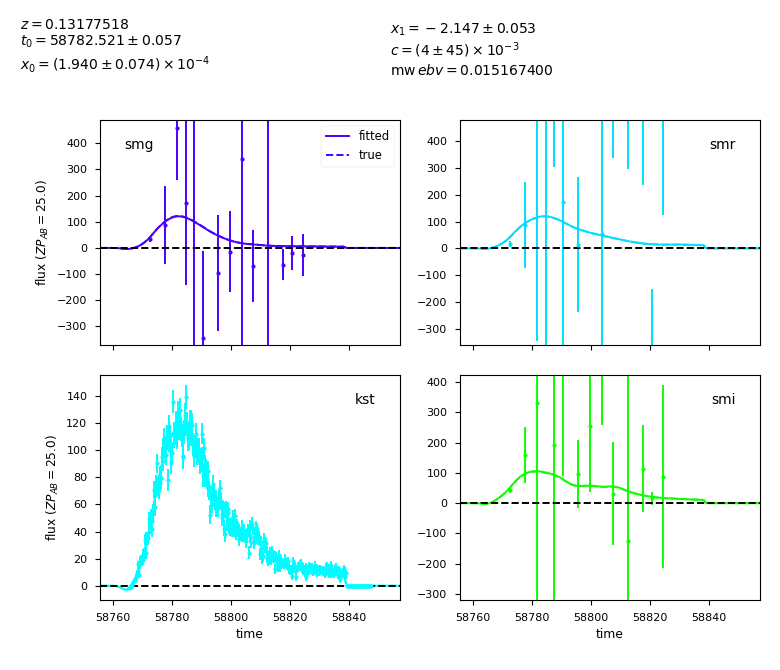 z = 0.13177518
t₀ = 58782.521 ± 0.057
x₀ = (1.940 ± 0.074) × 10⁻⁴
x₁ = −2.147 ± 0.053
c = (4 ± 45) × 10⁻³
mw ebv = 0.015167400
smg
fitted
true
400
300
200
100
0
−100
−200
−300
flux (ZP_AB = 25.0)
smr
400
300
200
100
0
−100
−200
−300
kst
140
120
100
80
60
40
20
0
flux (ZP_AB = 25.0)
58760 58780 58800 58820 58840
time
smi
400
300
200
100
0
−100
−200
−300
58760 58780 58800 58820 58840
time